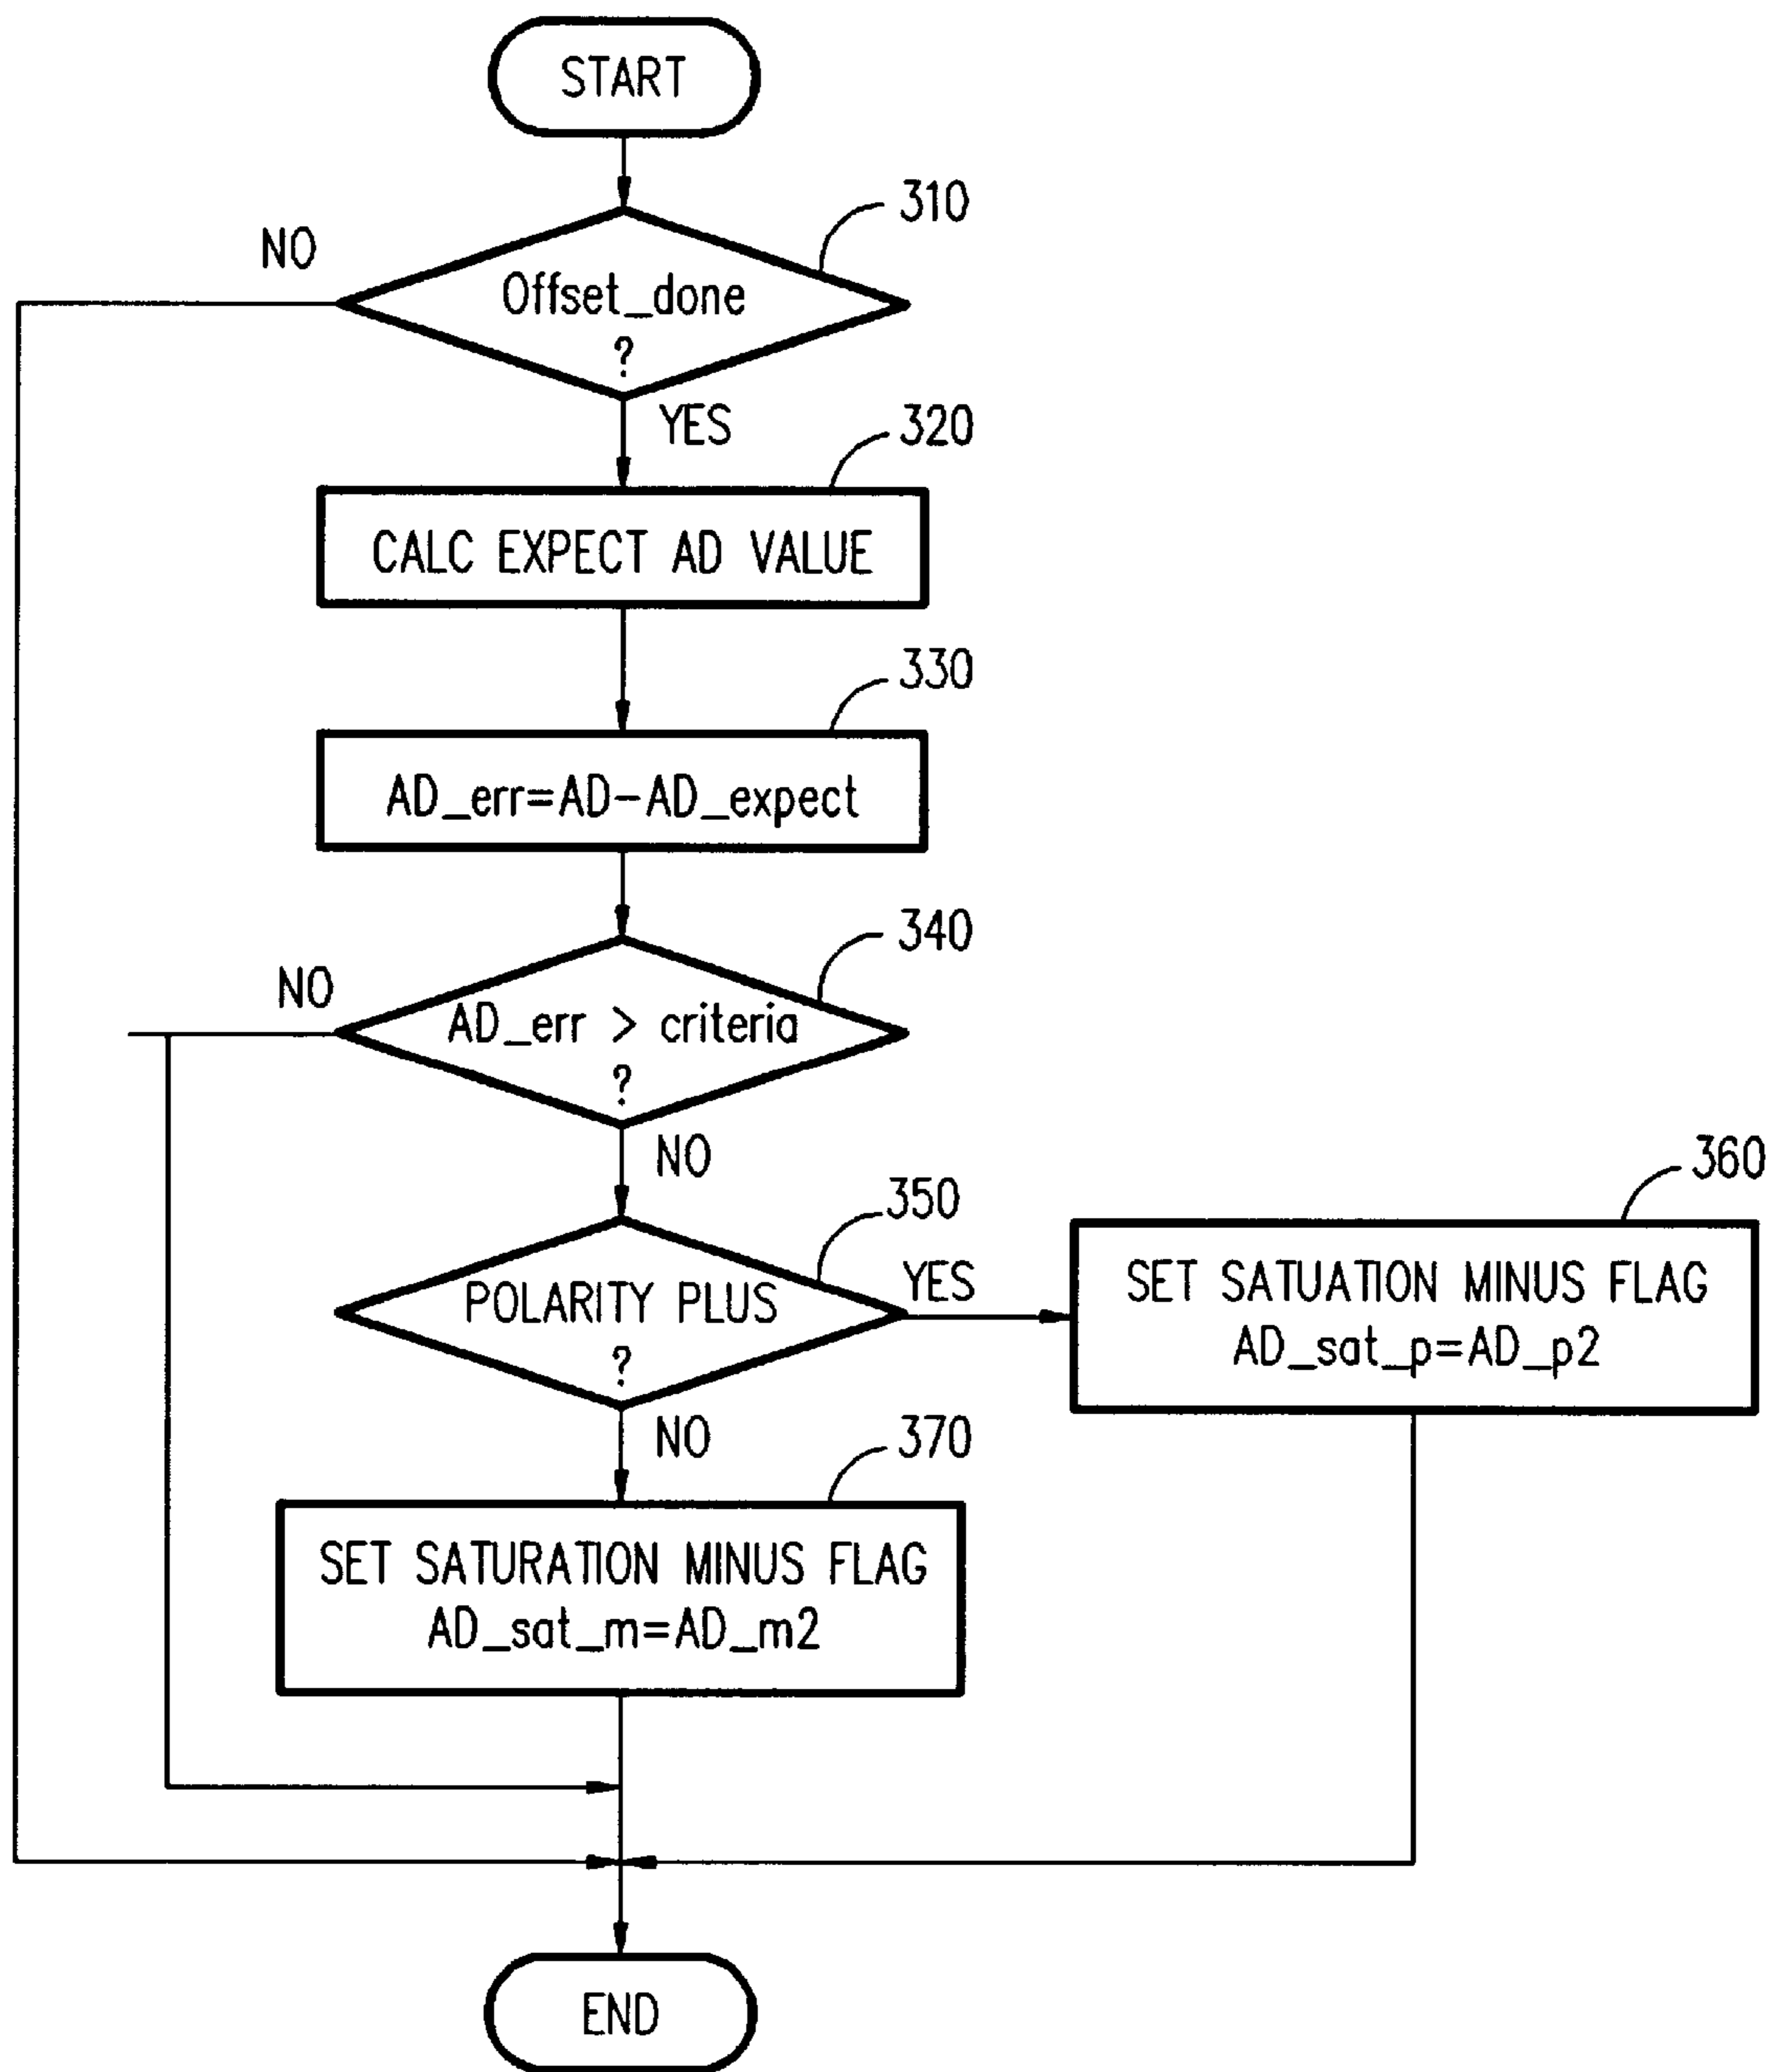 START
310
NO
Offset_done
?
YES
320
CALC EXPECT AD VALUE
330
AD_err=AD-AD_expect
340
NO
AD_err > criteria
?
NO
350
360
POLARITY PLUS
?
YES
SET SATUATION MINUS FLAG
AD_sat_p=AD_p2
NO
370
SET SATURATION MINUS FLAG
AD_sat_m=AD_m2
END